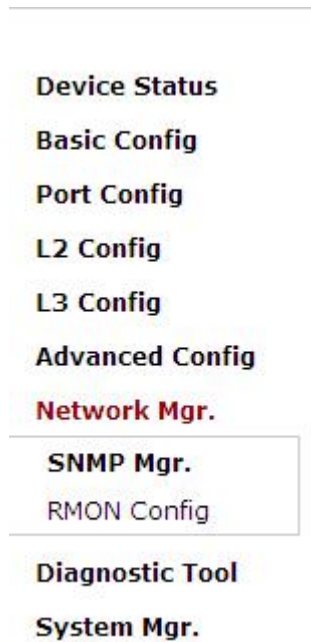 Device Status
Basic Config
Port Config
L2 Config
L3 Config
Advanced Config
Network Mgr.
SNMP Mgr.
RMON Config
Diagnostic Tool
System Mgr.